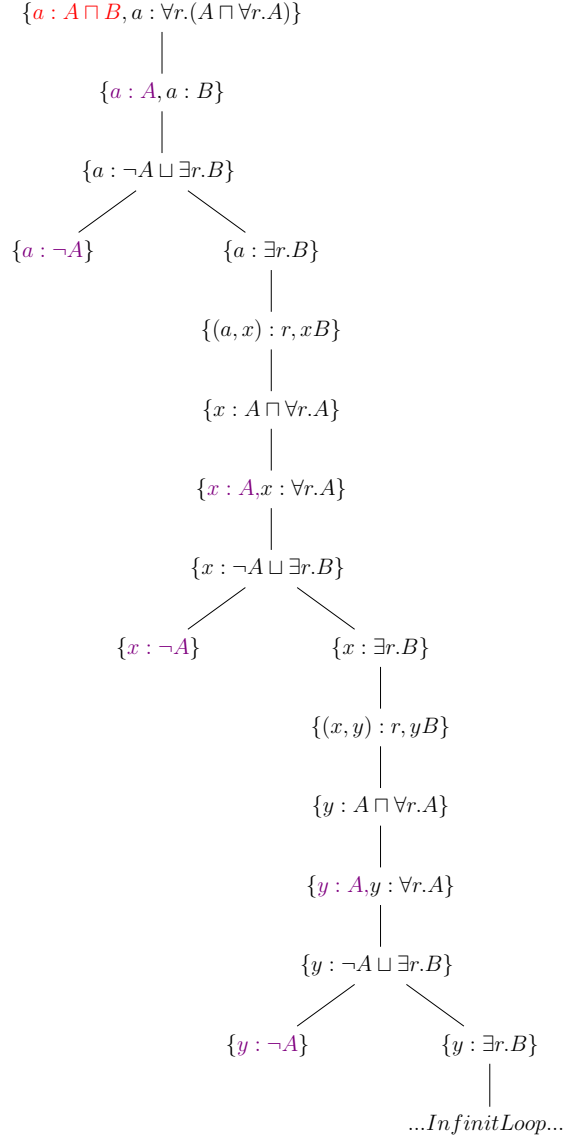 {a : A ⊓ B, a : ∀r.(A ⊓ ∀r.A)}
{a : A, a : B}
{a : ¬A ⊔ ∃r.B}
{a : ¬A} {a : ∃r.B}
{(a, x) : r, xB}
{x : A ⊓ ∀r.A}
{x : A, x : ∀r.A}
{x : ¬A ⊔ ∃r.B}
{x : ¬A} {x : ∃r.B}
{(x, y) : r, yB}
{y : A ⊓ ∀r.A}
{y : A, y : ∀r.A}
{y : ¬A ⊔ ∃r.B}
{y : ¬A} {y : ∃r.B}
...InfinitLoop...